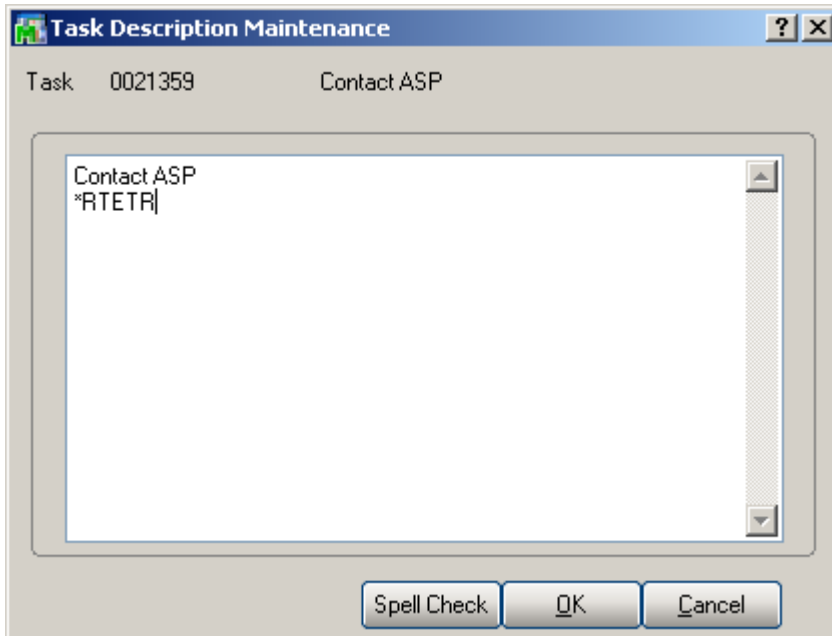 Task Description Maintenance
Task 0021359 Contact ASP
Contact ASP
*RTETR
Spell Check OK Cancel